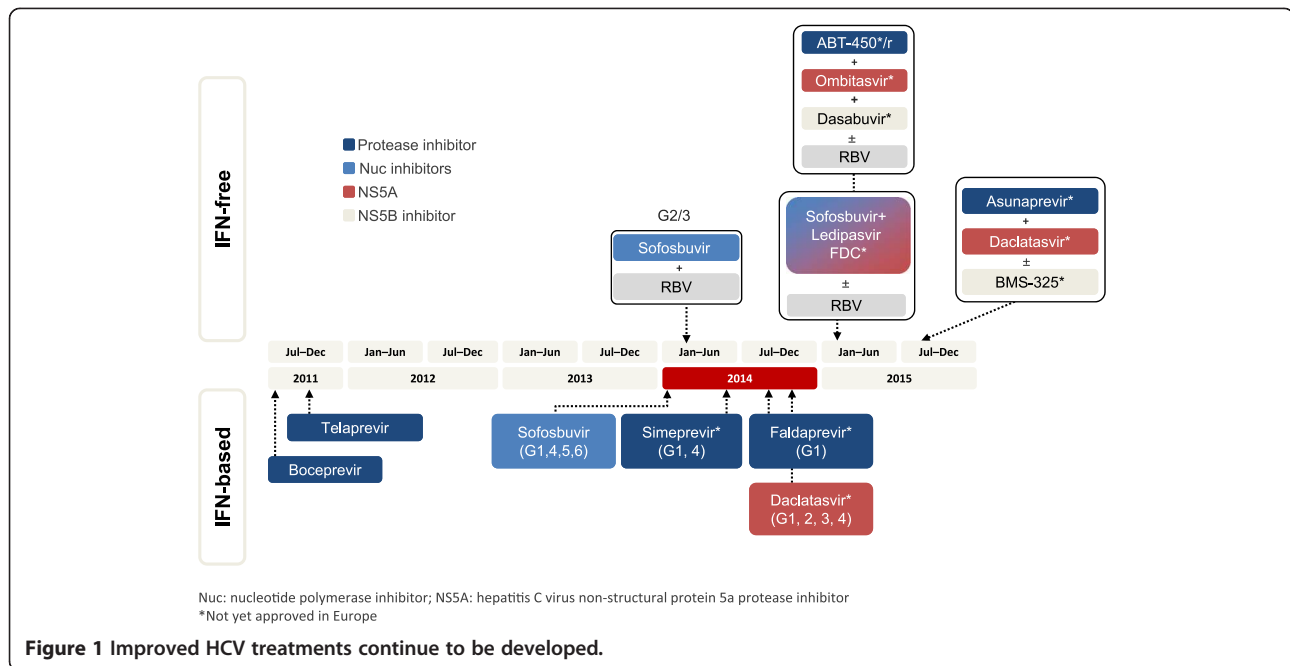 IFN-free
Protease inhibitor
Nuc inhibitors
NS5A
NS5B inhibitor
G2/3
Sofosbuvir
+
RBV
ABT-450*/r
+
Ombitasvir*
+
Dasabuvir*
±
RBV
Sofosbuvir+
Ledipasvir
FDC*
±
RBV
Asunaprevir*
+
Daclatasvir*
±
BMS-325*
Jul–Dec Jan–Jun Jul–Dec Jan–Jun Jul–Dec Jan–Jun Jul–Dec Jan–Jun Jul–Dec
2011 2012 2013 2014 2015
IFN-based
Telaprevir
Boceprevir
Sofosbuvir
(G1,4,5,6)
Simeprevir*
(G1, 4)
Faldaprevir*
(G1)
Daclatasvir*
(G1, 2, 3, 4)
Nuc: nucleotide polymerase inhibitor; NS5A: hepatitis C virus non-structural protein 5a protease inhibitor
*Not yet approved in Europe
Figure 1 Improved HCV treatments continue to be developed.